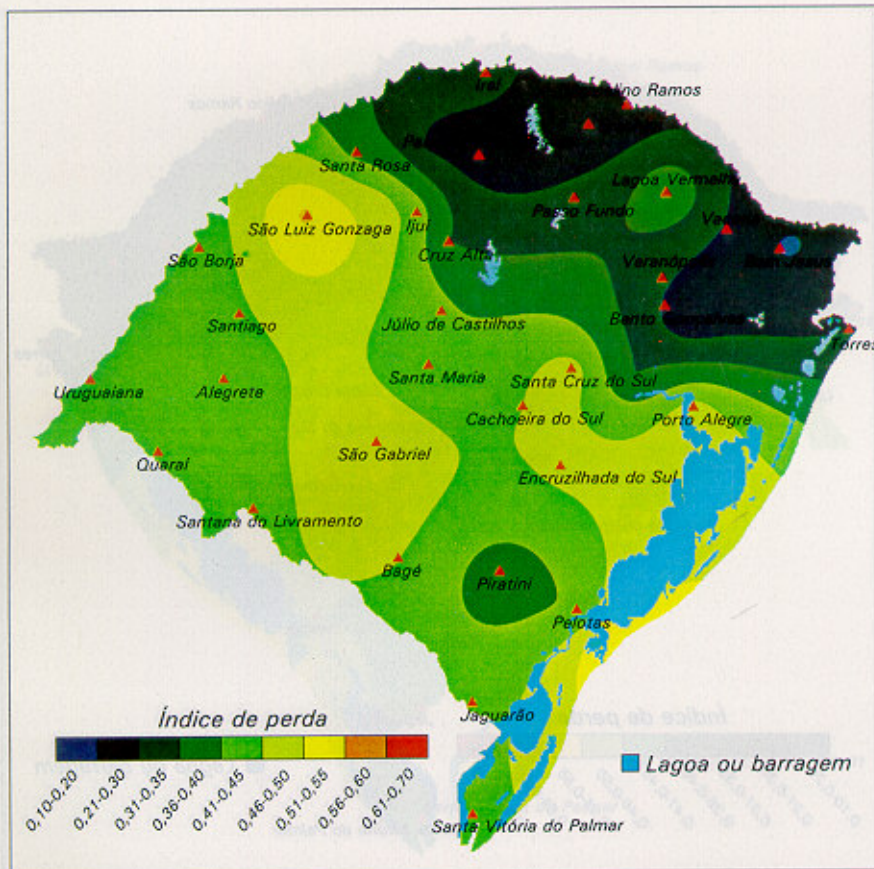 Iraí
lino Ramos
Santa Rosa
Lagoa Vermelha
Passo Fundo
São Luiz Gonzaga
Ijuí
Cruz Alta
São Borja
Bom Jesus
Santiago
Júlio de Castilhos
Bento Gonçalves
Torres
Santa Maria
Santa Cruz do Sul
Uruguaiana
Alegrete
Cachoeira do Sul
Porto Alegre
São Gabriel
Quaraí
Encruzilhada do Sul
Santana do Livramento
Bagé
Piratini
Pelotas
Jaguarão
Índice de perda
0,10-0,20
0,21-0,30
0,31-0,35
0,36-0,40
0,41-0,45
0,46-0,50
0,51-0,55
0,56-0,60
0,61-0,70
Lagoa ou barragem
Santa Vitória do Palmar